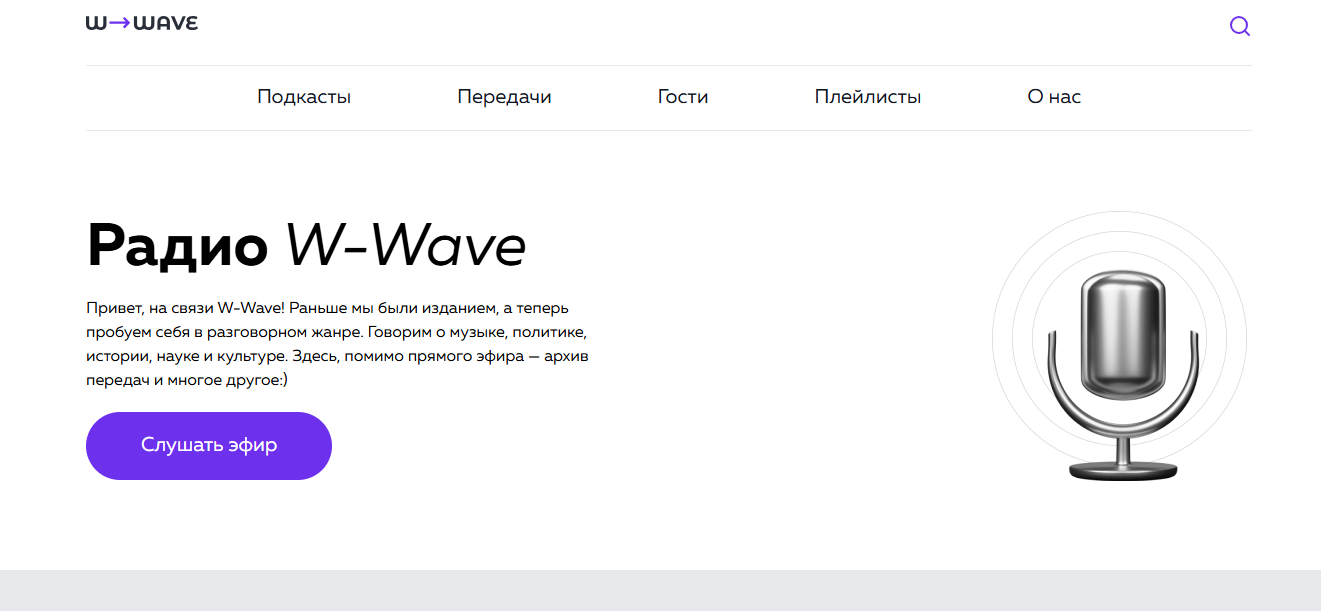 W→WAVE
Подкасты Передачи Гости Плейлисты О нас
Радио W-Wave
Привет, на связи W-Wave! Раньше мы были изданием, а теперь
пробуем себя в разговорном жанре. Говорим о музыке, политике,
истории, науке и культуре. Здесь, помимо прямого эфира — архив
передач и многое другое:)
Слушать эфир